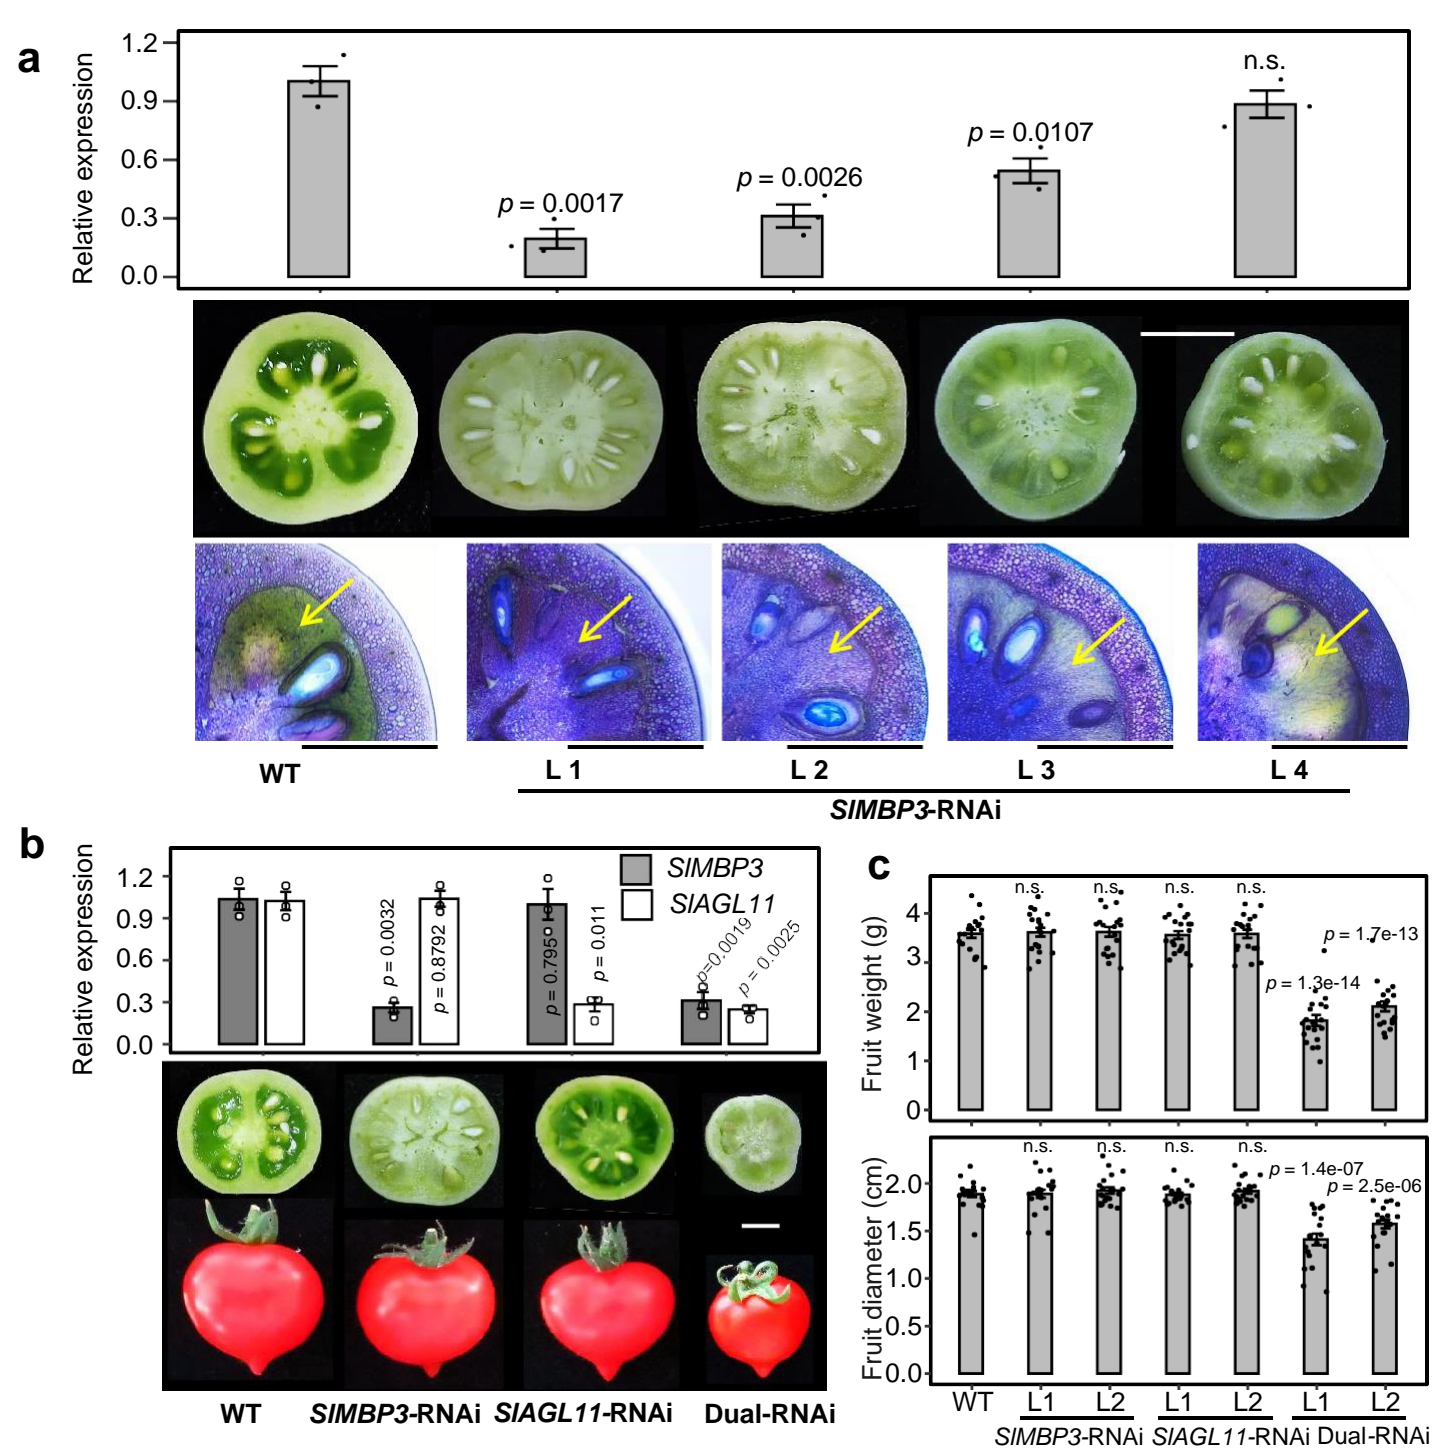 a
Relative expression
1.2
0.9
0.6
0.3
0.0
p = 0.0017
p = 0.0026
p = 0.0107
n.s.
WT
L 1
L 2
L 3
L 4
SlMBP3-RNAi
b
Relative expression
1.2
0.9
0.6
0.3
0.0
SlMBP3
SlAGL11
p = 0.0032
p = 0.8792
p = 0.795
p = 0.011
p=0.0019
p = 0.0025
WT
SlMBP3-RNAi
SlAGL11-RNAi
Dual-RNAi
c
Fruit weight (g)
4
3
2
1
0
n.s.
n.s.
n.s.
n.s.
p = 1.3e-14
p = 1.7e-13
Fruit diameter (cm)
2.0
1.5
1.0
0.5
0.0
n.s.
n.s.
n.s.
n.s.
p = 1.4e-07
p = 2.5e-06
WT
L1
L2
L1
L2
L1
L2
SlMBP3-RNAi
SlAGL11-RNAi
Dual-RNAi